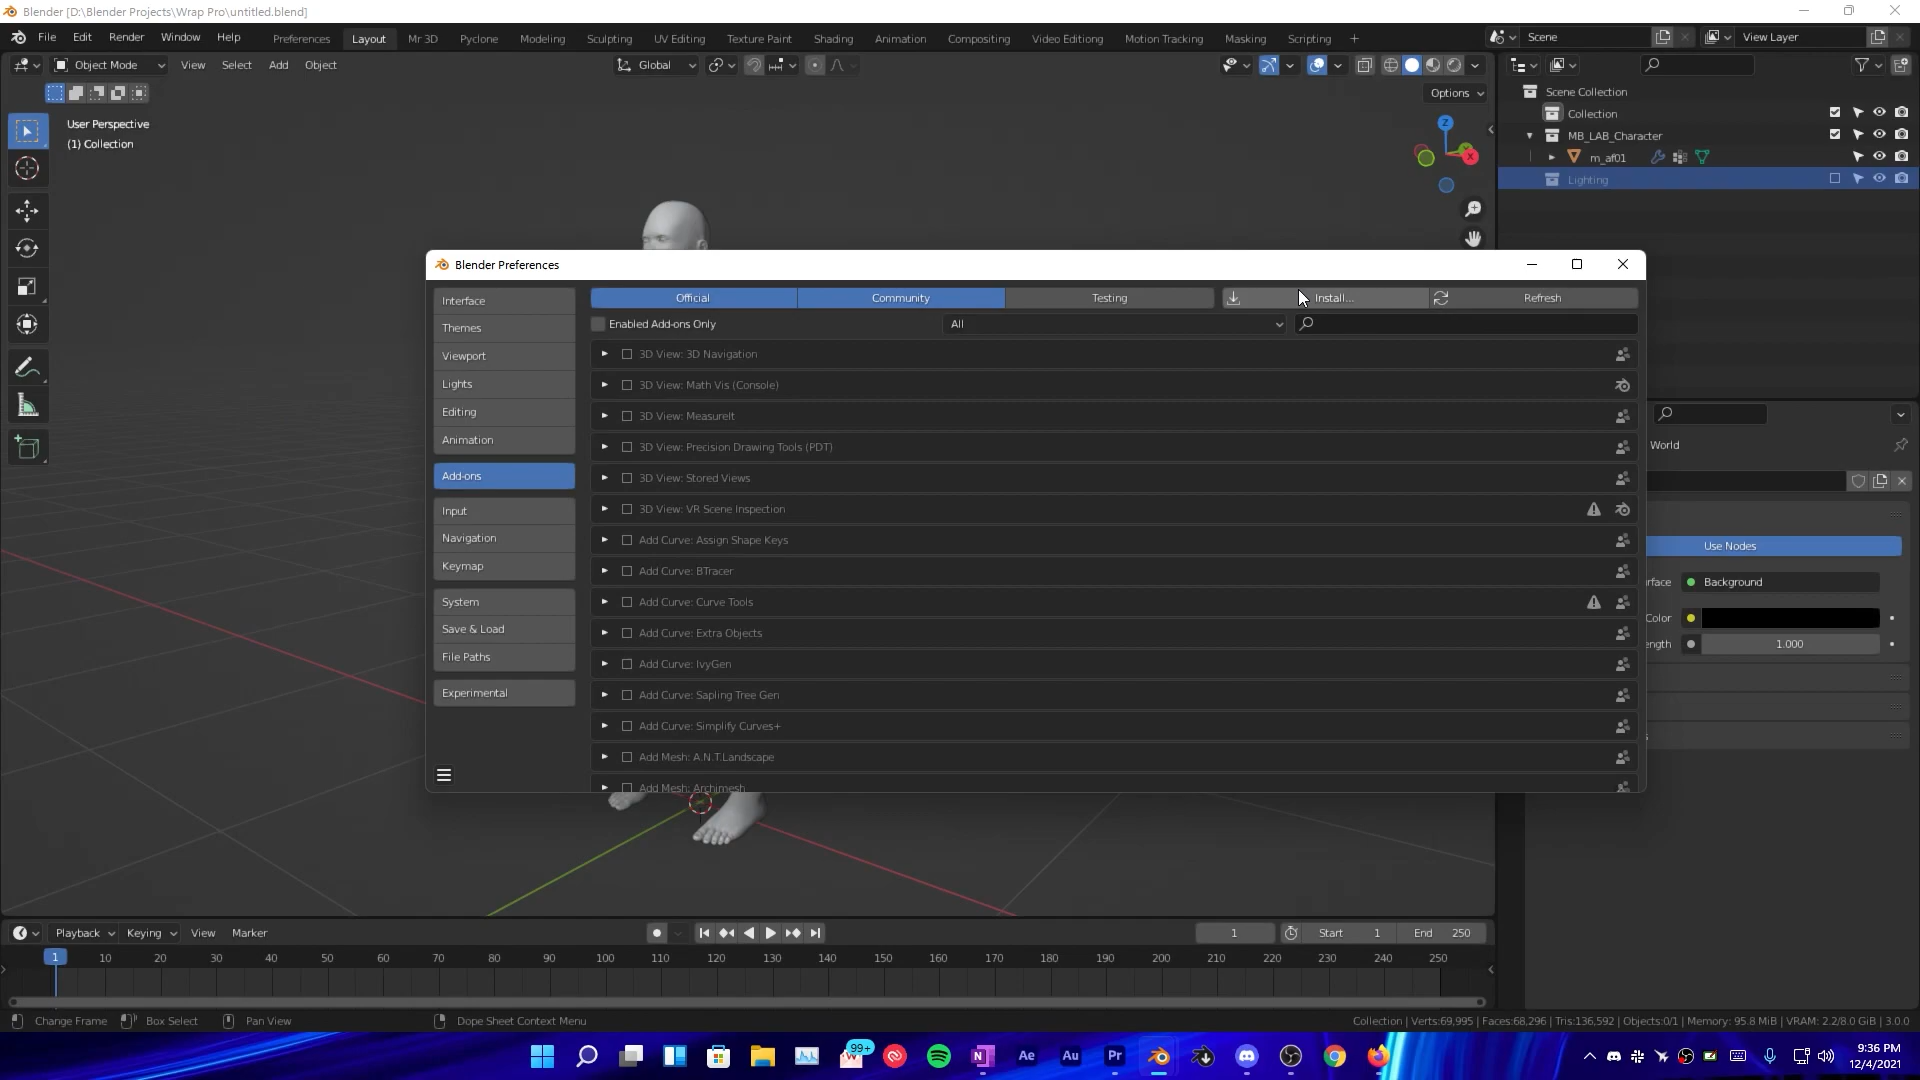 Blender [D:\Blender Projects\Wrap Pro\untitled.blend]
File Edit Render Window Help Preferences Layout Mr 3D Pyclone Modeling Sculpting UV Editing Texture Paint Shading Animation Compositing Video Editiong Motion Tracking Masking Scripting + Scene View Layer
Object Mode View Select Add Object Global
Options
User Perspective
(1) Collection
Z
X
Scene Collection
Collection
MB_LAB_Character
m_af01
Lighting
Blender Preferences
Interface
Themes
Viewport
Lights
Editing
Animation
Add-ons
Input
Navigation
Keymap
System
Save & Load
File Paths
Experimental
Official Community Testing Install... Refresh
Enabled Add-ons Only All
3D View: 3D Navigation
3D View: Math Vis (Console)
3D View: MeasureIt
3D View: Precision Drawing Tools (PDT)
3D View: Stored Views
3D View: VR Scene Inspection
Add Curve: Assign Shape Keys
Add Curve: BTracer
Add Curve: Curve Tools
Add Curve: Extra Objects
Add Curve: IvyGen
Add Curve: Sapling Tree Gen
Add Curve: Simplify Curves+
Add Mesh: A.N.T.Landscape
Add Mesh: Archimesh
World
Use Nodes
rface Background
Color
ength 1.000
Playback Keying View Marker 1 Start 1 End 250
1 10 20 30 40 50 60 70 80 90 100 110 120 130 140 150 160 170 180 190 200 210 220 230 240 250
Change Frame Box Select Pan View Dope Sheet Context Menu Collection | Verts:69,995 | Faces:68,296 | Tris:136,592 | Objects:0/1 | Memory: 95.8 MiB | VRAM: 2.2/8.0 GiB | 3.0.0
99+
N Ae Au Pr
9:36 PM
12/4/2021